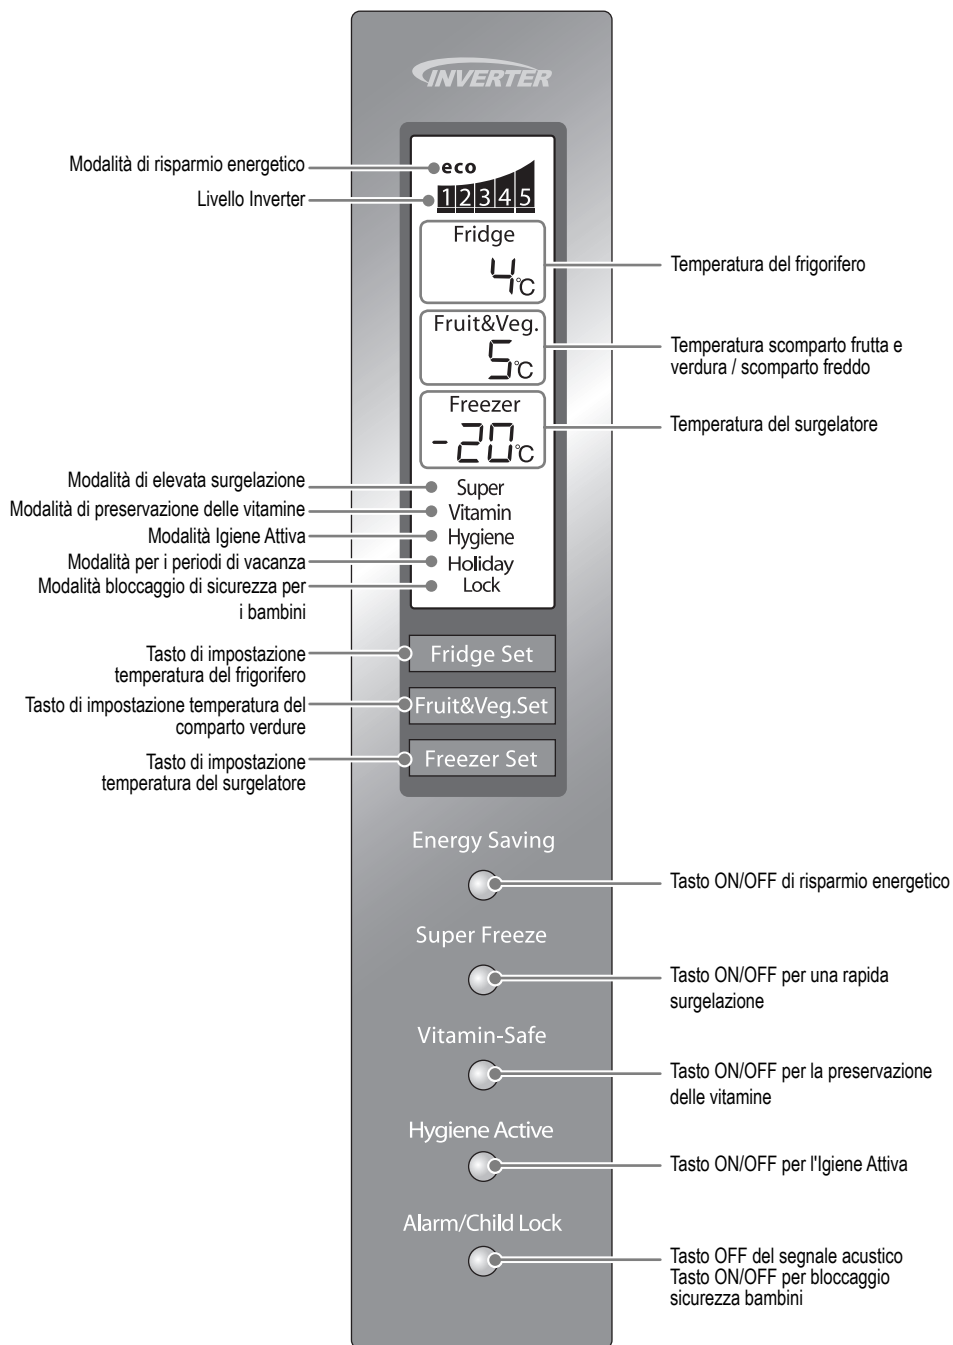 INVERTER
Modalità di risparmio energetico
eco
Livello Inverter
1 2 3 4 5
Fridge
4°C
Temperatura del frigorifero
Fruit&Veg.
5°C
Temperatura scomparto frutta e
verdura / scomparto freddo
Freezer
-20°C
Temperatura del surgelatore
Modalità di elevata surgelazione
Super
Modalità di preservazione delle vitamine
Vitamin
Modalità Igiene Attiva
Hygiene
Modalità per i periodi di vacanza
Holiday
Modalità bloccaggio di sicurezza per
i bambini
Lock
Tasto di impostazione
temperatura del frigorifero
Fridge Set
Tasto di impostazione temperatura del
comparto verdure
Fruit&Veg.Set
Tasto di impostazione
temperatura del surgelatore
Freezer Set
Energy Saving
Tasto ON/OFF di risparmio energetico
Super Freeze
Tasto ON/OFF per una rapida
surgelazione
Vitamin-Safe
Tasto ON/OFF per la preservazione
delle vitamine
Hygiene Active
Tasto ON/OFF per l'Igiene Attiva
Alarm/Child Lock
Tasto OFF del segnale acustico
Tasto ON/OFF per bloccaggio
sicurezza bambini